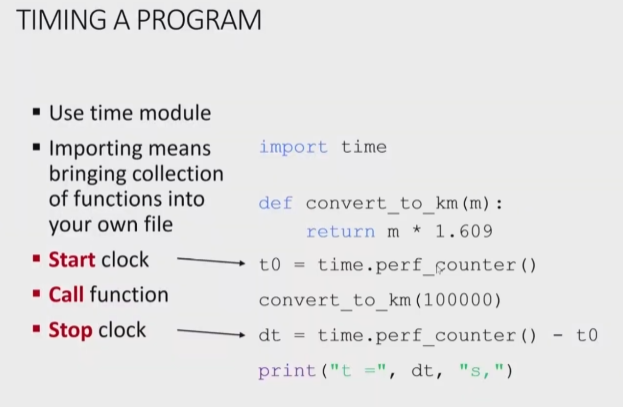 TIMING A PROGRAM
▪ Use time module
▪ Importing means
bringing collection
of functions into
your own file
▪ Start clock
▪ Call function
▪ Stop clock
import time
def convert_to_km(m):
    return m * 1.609
t0 = time.perf_counter()
convert_to_km(100000)
dt = time.perf_counter() - t0
print("t =", dt, "s,")